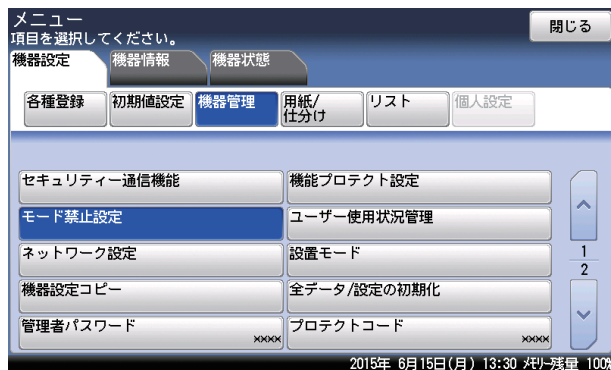 メニュー
項目を選択してください。
閉じる
機器設定
機器情報
機器状態
各種登録
初期値設定
機器管理
用紙/
仕分け
リスト
個人設定
セキュリティー通信機能
機能プロテクト設定
モード禁止設定
ユーザー使用状況管理
ネットワーク設定
設置モード
1
2
機器設定コピー
全データ/設定の初期化
管理者パスワード
xxxx
プロテクトコード
xxxx
2015年 6月15日(月) 13:30 メモリー残量 100%